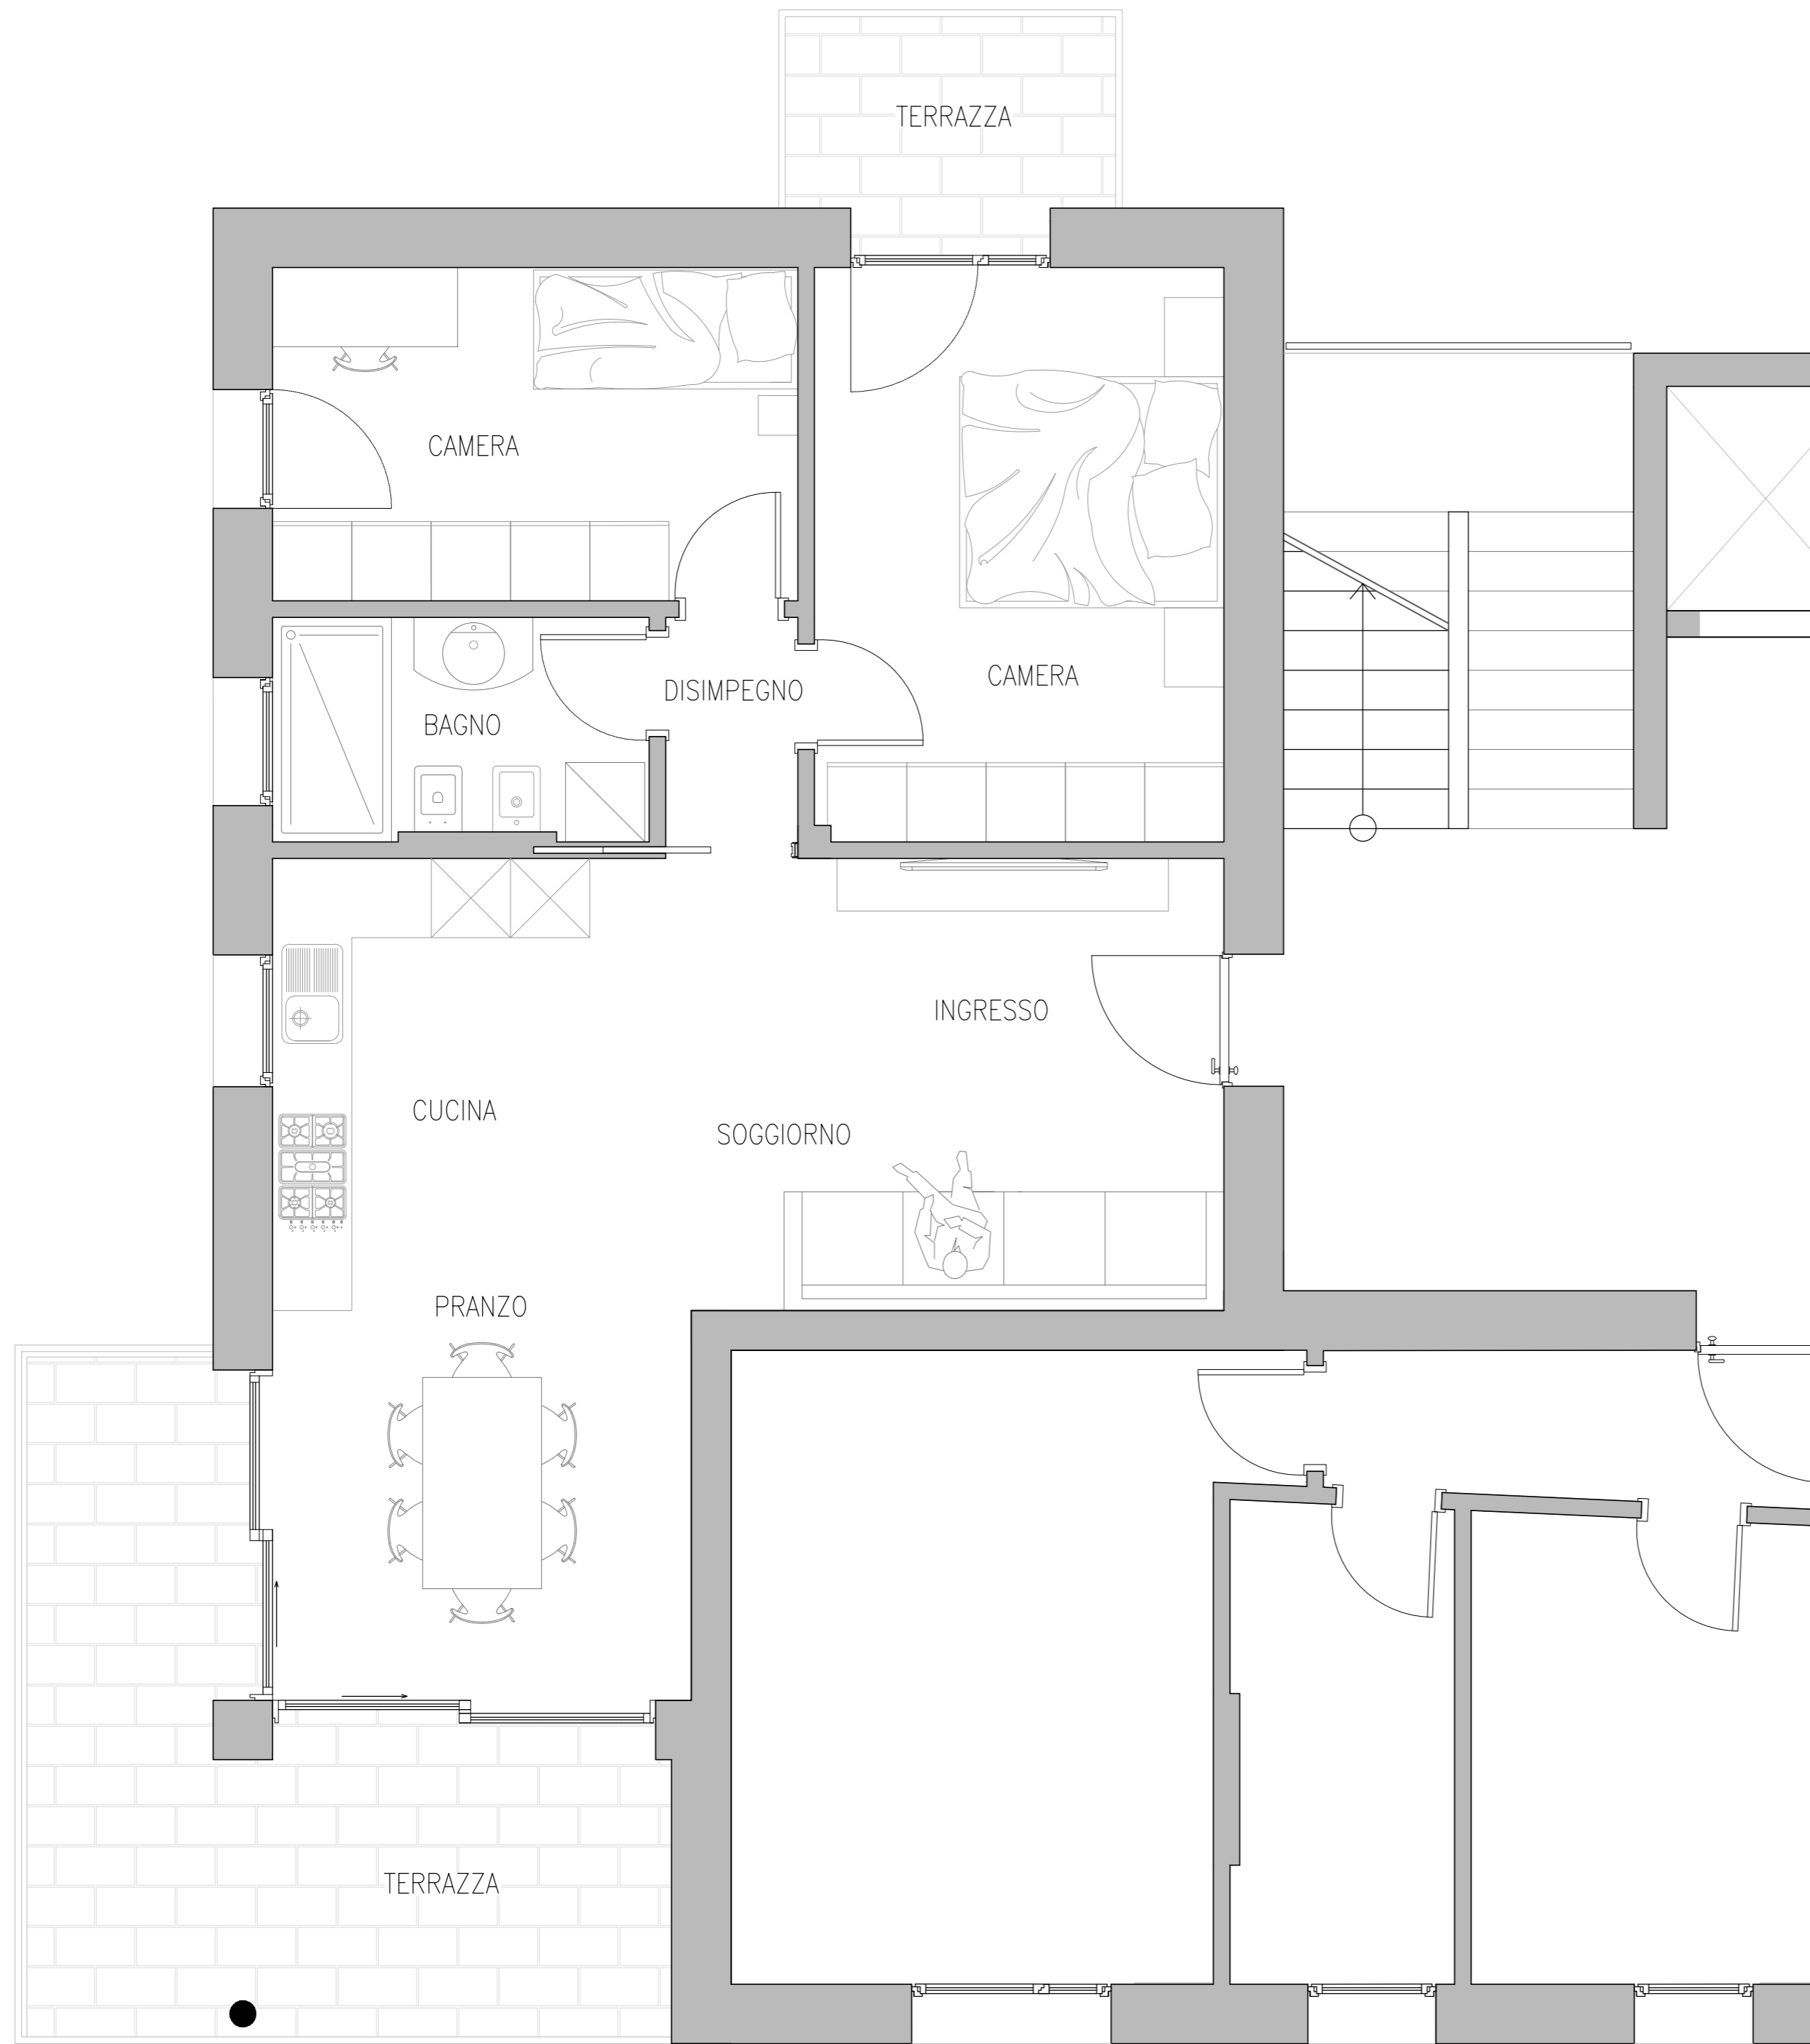 TERRAZZA
CAMERA
CAMERA
DISIMPEGNO
BAGNO
INGRESSO
CUCINA
SOGGIORNO
PRANZO
TERRAZZA